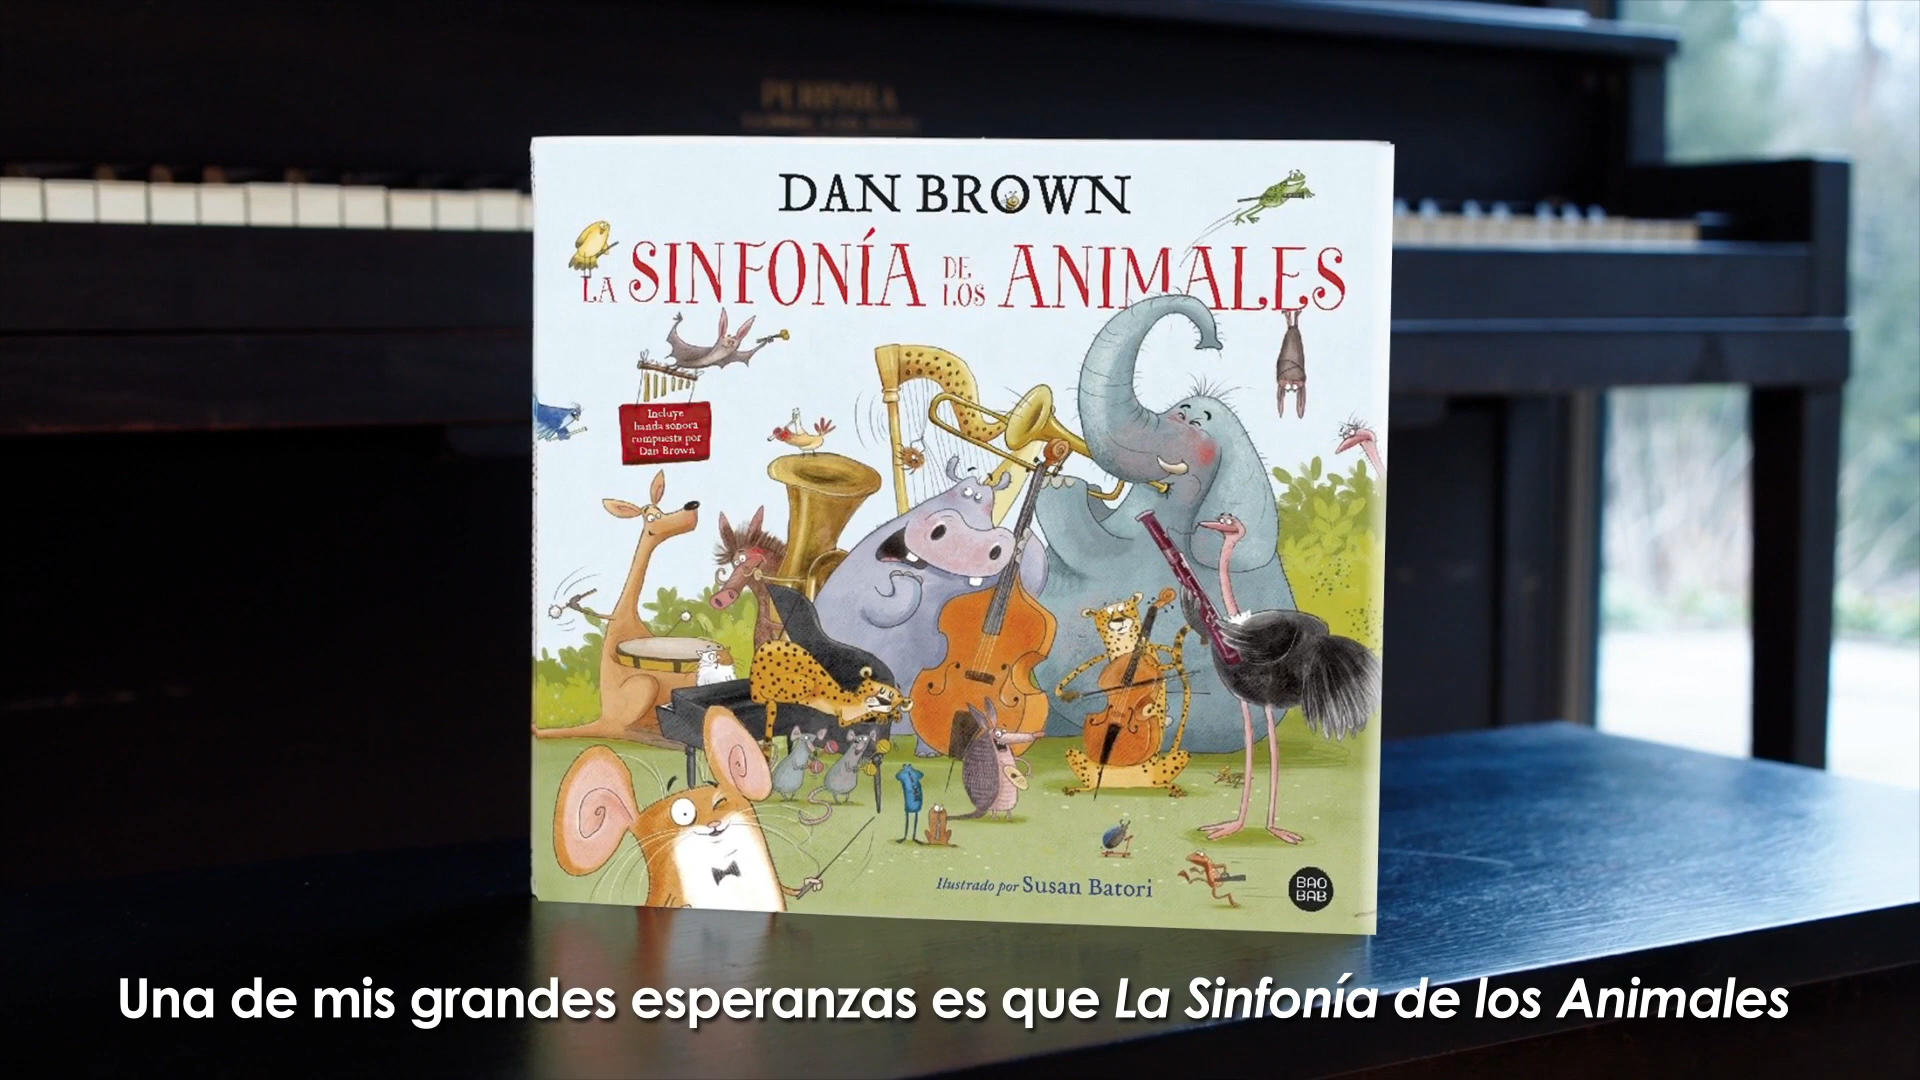 DAN BROWN
LA SINFONÍA DE LOS ANIMALES
Incluye
banda sonora
compuesta por
Dan Brown
Ilustrado por Susan Batori
BAO
BAB
Una de mis grandes esperanzas es que La Sinfonía de los Animales